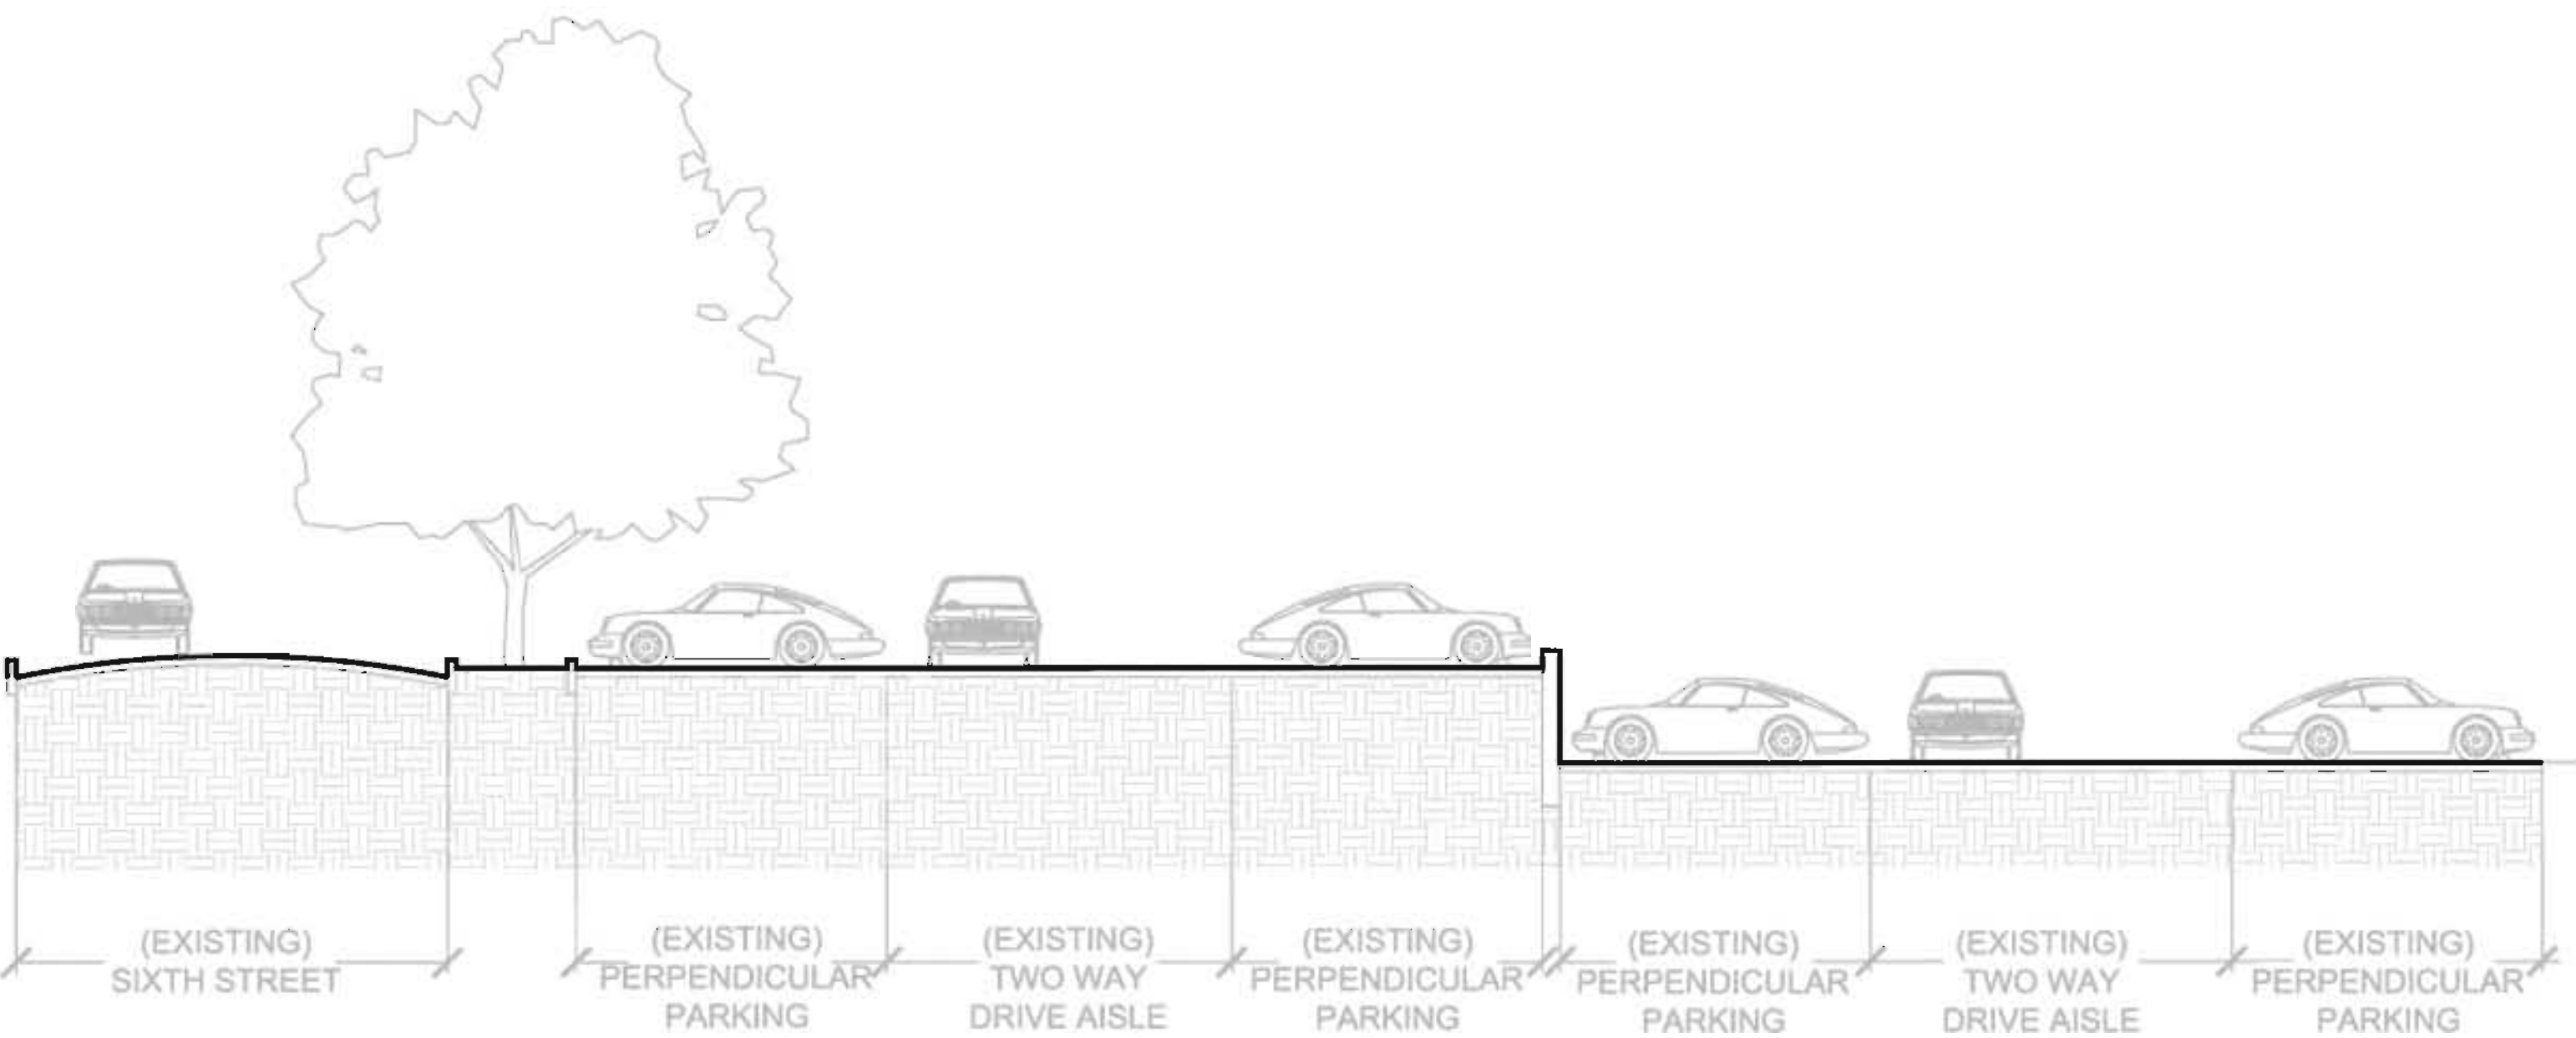 (EXISTING)
SIXTH STREET
(EXISTING)
PERPENDICULAR
PARKING
(EXISTING)
TWO WAY
DRIVE AISLE
(EXISTING)
PERPENDICULAR
PARKING
(EXISTING)
PERPENDICULAR
PARKING
(EXISTING)
TWO WAY
DRIVE AISLE
(EXISTING)
PERPENDICULAR
PARKING